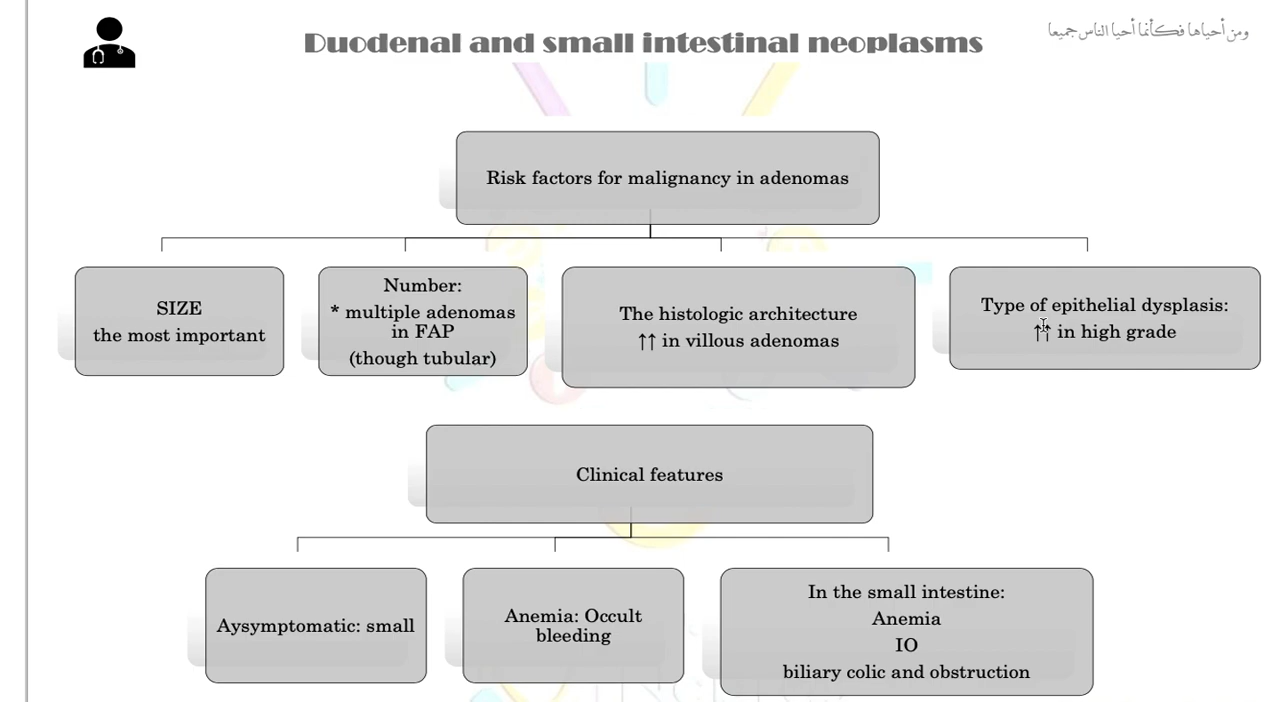 Duodenal and small intestinal neoplasms
ومن أحياها فكأنما أحيا الناس جميعا
Risk factors for malignancy in adenomas
SIZE
the most important
Number:
* multiple adenomas
in FAP
(though tubular)
The histologic architecture
↑↑ in villous adenomas
Type of epithelial dysplasis:
↑↑ in high grade
Clinical features
Aysymptomatic: small
Anemia: Occult
bleeding
In the small intestine:
Anemia
IO
biliary colic and obstruction